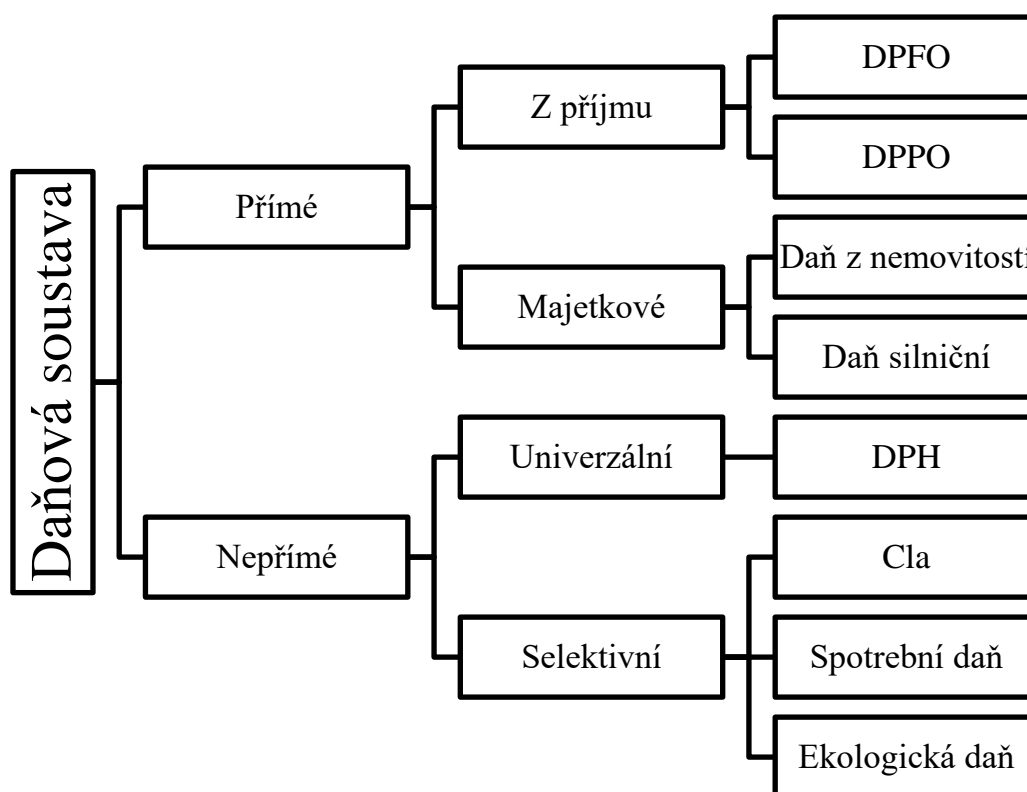 Daňová soustava
Přímé
Z příjmu
DPFO
DPPO
Majetkové
Daň z nemovitostí
Daň silniční
Nepřímé
Univerzální
DPH
Selektivní
Cla
Spotrební daň
Ekologická daň